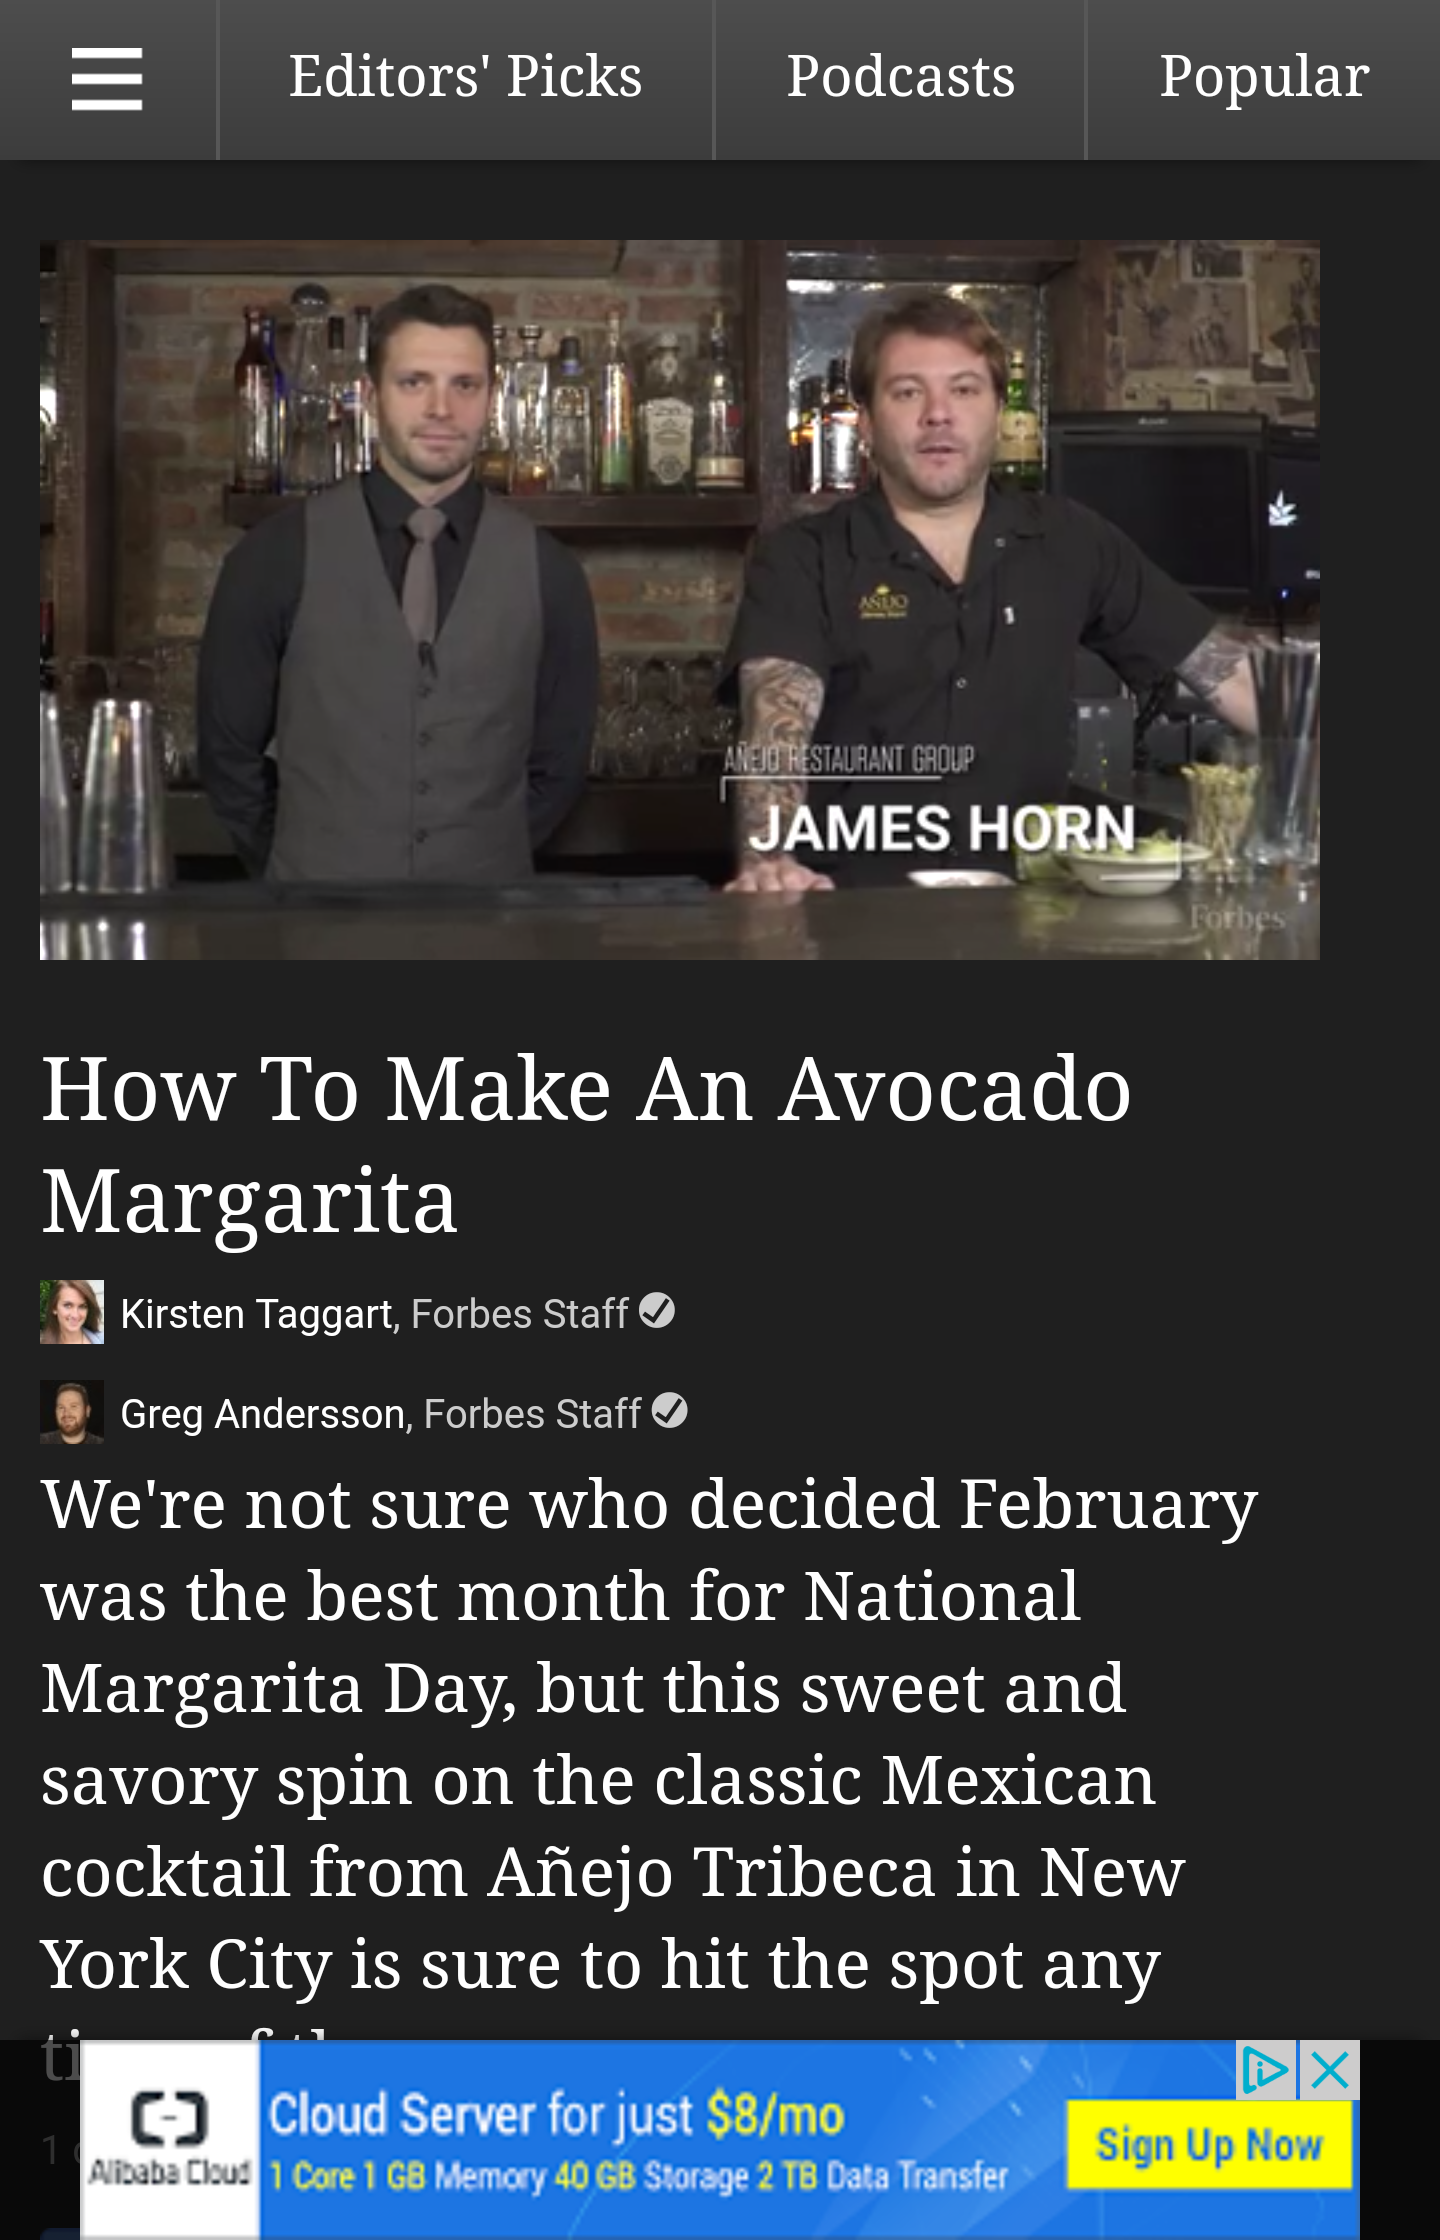 Editors' Picks
Podcasts
Popular
AÑEJO
AÑEJO RESTAURANT GROUP
JAMES HORN
Forbes
How To Make An Avocado
Margarita
Kirsten Taggart, Forbes Staff
Greg Andersson, Forbes Staff
We're not sure who decided February
was the best month for National
Margarita Day, but this sweet and
savory spin on the classic Mexican
cocktail from Añejo Tribeca in New
York City is sure to hit the spot any
Alibaba Cloud
Cloud Server for just $8/mo
1 Core 1 GB Memory 40 GB Storage 2 TB Data Transfer
Sign Up Now